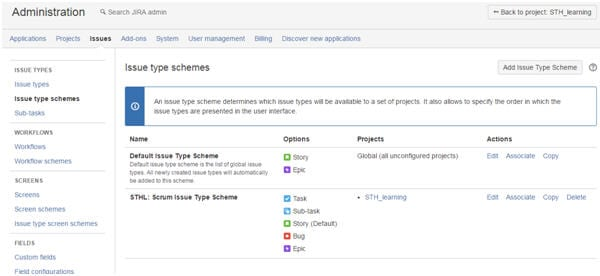 Administration
Search JIRA admin
Back to project: STH_learning
Applications Projects Issues Add-ons System User management Billing Discover new applications
ISSUE TYPES
Issue types
Issue type schemes
Sub-tasks
WORKFLOWS
Workflows
Workflow schemes
SCREENS
Screens
Screen schemes
Issue type screen schemes
FIELDS
Custom fields
Field configurations
Issue type schemes
Add Issue Type Scheme
?
An issue type scheme determines which issue types will be available to a set of projects. It also allows to specify the order in which the
issue types are presented in the user interface.
Name Options Projects Actions
Default Issue Type Scheme
Default issue type scheme is the list of global issue
types. All newly created issue types will automatically
be added to this scheme.
Story
Epic
Global (all unconfigured projects)
Edit Associate Copy
STHL: Scrum Issue Type Scheme
Task
Sub-task
Story (Default)
Bug
Epic
• STH_learning
Edit Associate Copy Delete